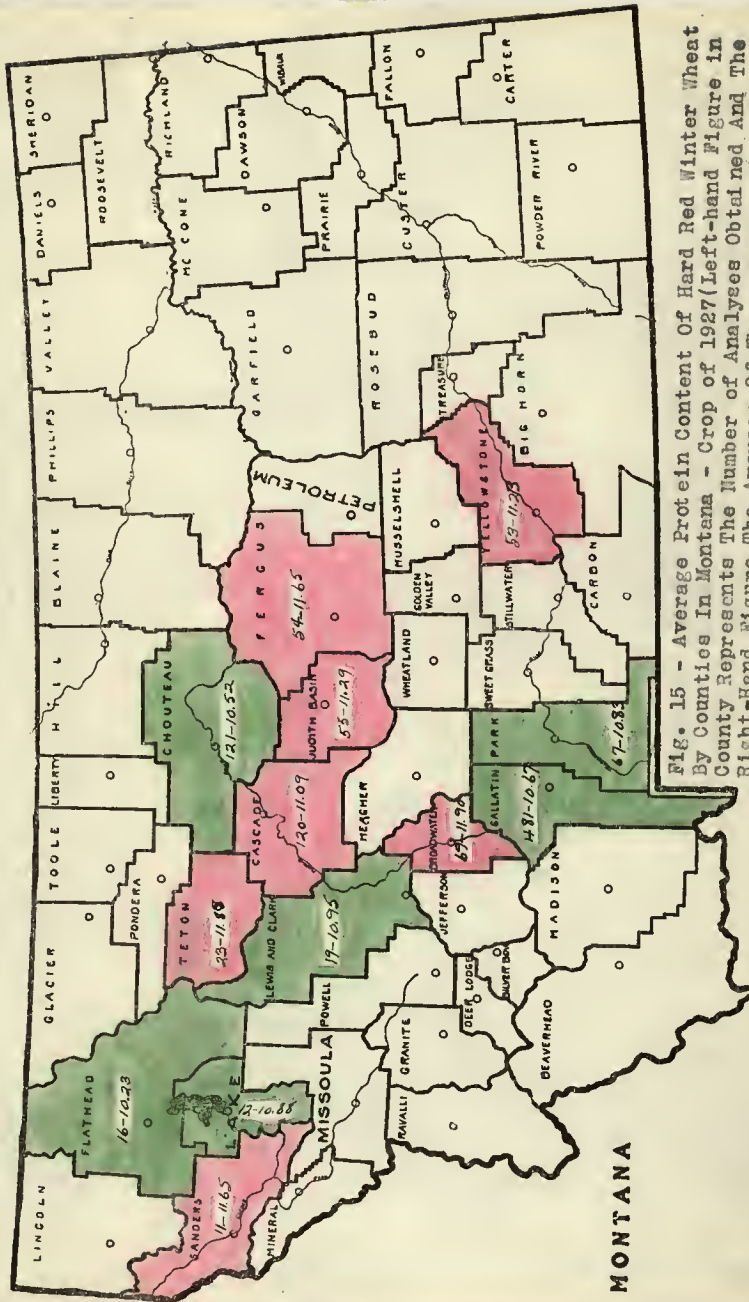 LINCOLN
FLATHEAD
16-10.23
GLACIER
TOOLE
LIBERTY
HILL
BLAINE
PHILLIPS
VALLEY
DANIELS
SHERIDAN
ROOSEVELT
RICHLAND
MC CONE
DAWSON
WIBAUX
PRAIRIE
FALLON
CUSTER
CARTER
POWDER RIVER
GARFIELD
ROSEBUD
TREASURE
BIG HORN
PETROLEUM
MUSSELSHELL
YELLOWSTONE
53-11.23
PONDERA
TETON
CHOUTEAU
121-10.52
FERGUS
54-11.65
JUDITH BASIN
55-11.29
CASCADE
120-11.09
LEWIS AND CLARK
19-10.95
LAKE
12-10.88
SANDERS
11-11.65
MINERAL
MISSOULA
POWELL
GRANITE
RAVALLI
DEER LODGE
SILVER BOW
JEFFERSON
BROADWATER
MEAGHER
WHEATLAND
GOLDEN
VALLEY
SWEET GRASS
STILLWATER
CARBON
PARK
67-10.83
GALLATIN
481-10.67
MADISON
BEAVERHEAD
MONTANA
Fig. 15 - Average Protein Content Of Hard Red Winter Wheat
By Counties In Montana - Crop of 1927(Left-hand Figure in
County Represents The Number of Analyses Obtained And The
Right-Hand Figure The